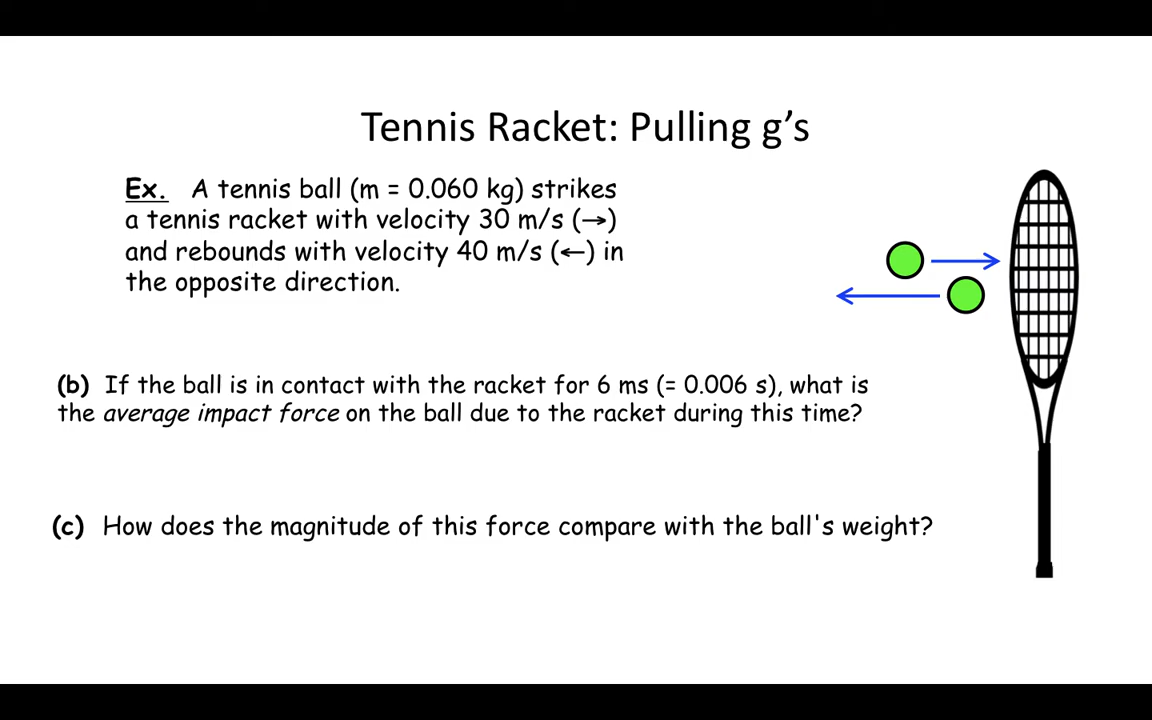 Tennis Racket: Pulling g’s
Ex. A tennis ball (m = 0.060 kg) strikes
a tennis racket with velocity 30 m/s (→)
and rebounds with velocity 40 m/s (←) in
the opposite direction.
(b) If the ball is in contact with the racket for 6 ms (= 0.006 s), what is
the average impact force on the ball due to the racket during this time?
(c) How does the magnitude of this force compare with the ball's weight?